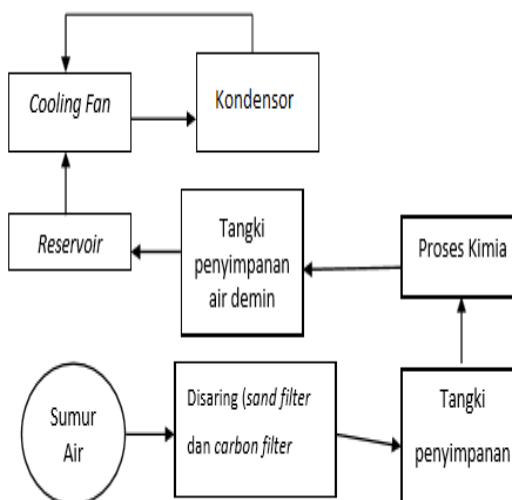 Cooling Fan
Kondensor
Reservoir
Tangki
penyimpanan
air demin
Proses Kimia
Sumur
Air
Disaring (sand filter
dan carbon filter
Tangki
penyimpanan